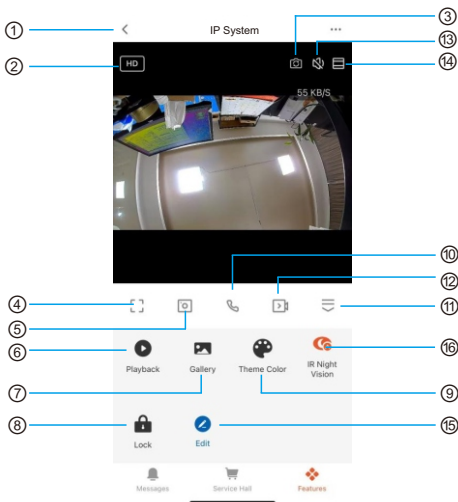 ① IP System ③
⑬
② HD ⑭
55 KB/S
⑩
⑫
④ ⑪
⑤
⑥ ⑯
Playback Gallery Theme Color IR Night
Vision
⑦ ⑨
⑧ ⑮
Lock Edit
Messages Service Hall Features